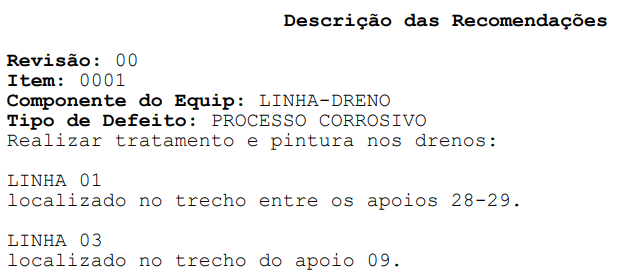 Descrição das Recomendações
Revisão: 00
Item: 0001
Componente do Equip: LINHA-DRENO
Tipo de Defeito: PROCESSO CORROSIVO
Realizar tratamento e pintura nos drenos:
LINHA 01
localizado no trecho entre os apoios 28-29.
LINHA 03
localizado no trecho do apoio 09.